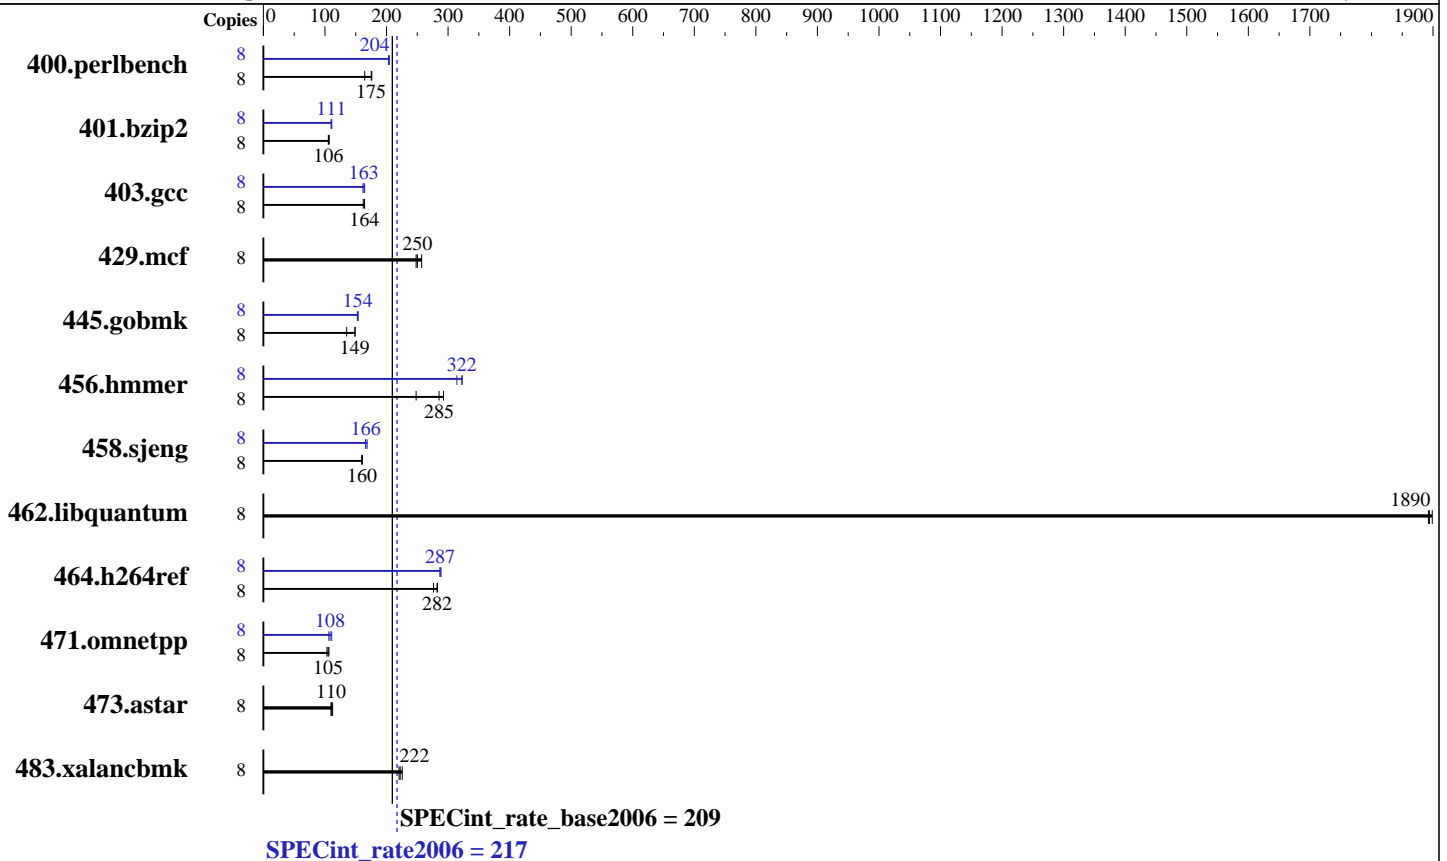 Copies 0 100 200 300 400 500 600 700 800 900 1000 1100 1200 1300 1400 1500 1600 1700 1900
400.perlbench 8 204
8 175
401.bzip2 8 111
8 106
403.gcc 8 163
8 164
429.mcf 8 250
445.gobmk 8 154
8 149
456.hmmer 8 322
8 285
458.sjeng 8 166
8 160
462.libquantum 8 1890
464.h264ref 8 287
8 282
471.omnetpp 8 108
8 105
473.astar 8 110
483.xalancbmk 8 222
SPECint_rate_base2006 = 209
SPECint_rate2006 = 217